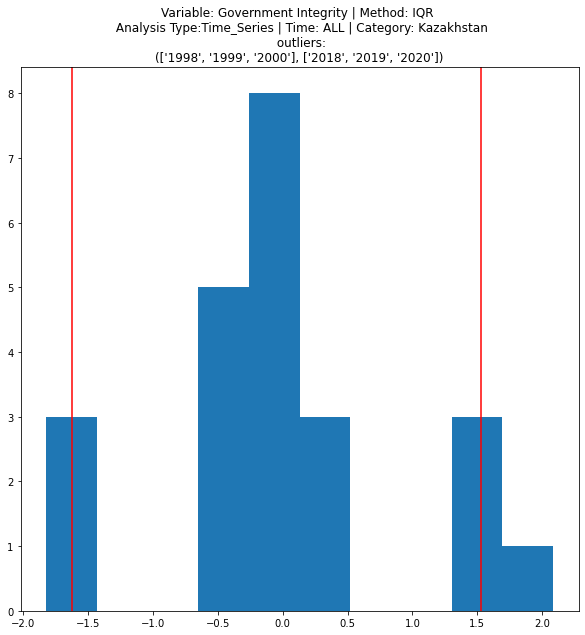 Variable: Government Integrity | Method: IQR
Analysis Type:Time_Series | Time: ALL | Category: Kazakhstan
outliers:
(['1998', '1999', '2000'], ['2018', '2019', '2020'])
8
7
6
5
4
3
2
1
0
−2.0 −1.5 −1.0 −0.5 0.0 0.5 1.0 1.5 2.0